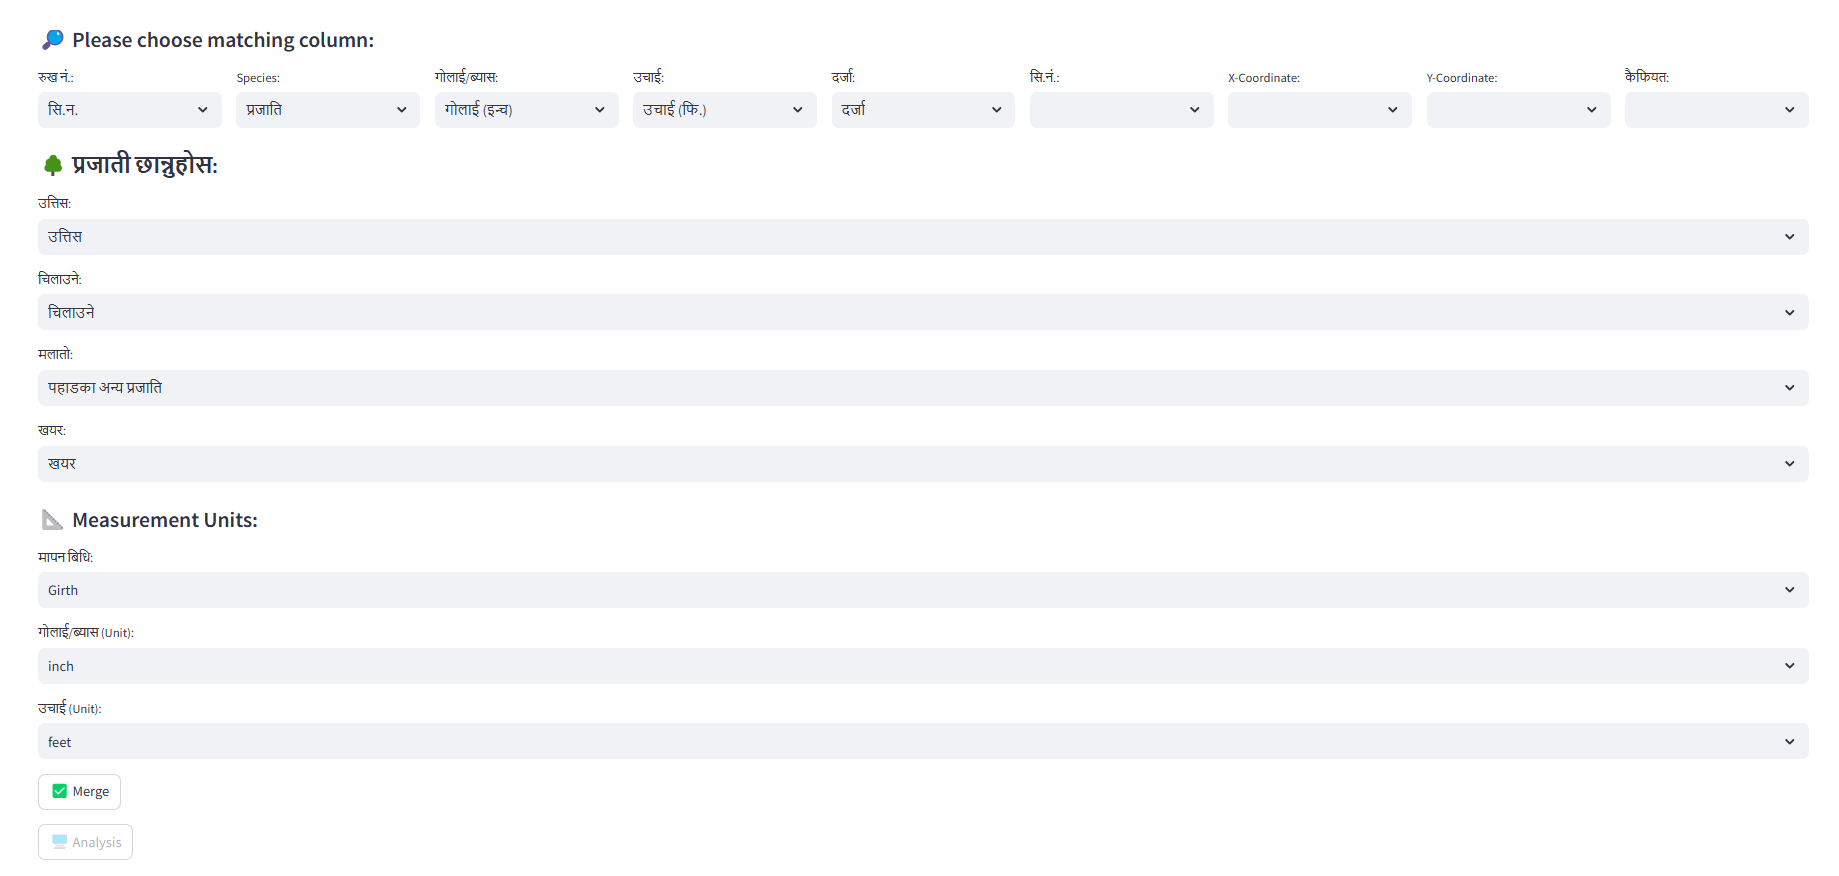 Please choose matching column:
रुख नं.: Species: गोलाई/ब्यास: उचाई: दर्जा: सि.नं.: X-Coordinate: Y-Coordinate: कैफियत:
सि.न. प्रजाति गोलाई (इन्च) उचाई (फि.) दर्जा
प्रजाती छान्नुहोस:
उत्तिस:
उत्तिस
चिलाउने:
चिलाउने
मलातो:
पहाडका अन्य प्रजाति
खयर:
खयर
Measurement Units:
मापन बिधि:
Girth
गोलाई/ब्यास (Unit):
inch
उचाई (Unit):
feet
Merge
Analysis